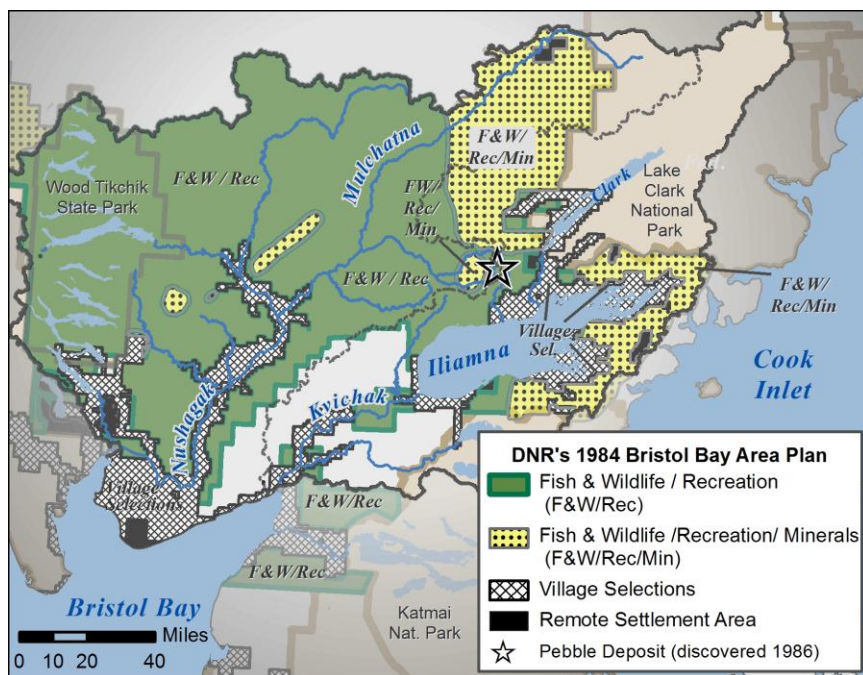 Mulchatna
F&W/
Rec/Min
Wood Tikchik
State Park
F&W / Rec
FW/
Rec/
Min
Clark
Lake
Clark
National
Park
F&W / Rec
F&W/
Rec/Min
Village
Sel.
Iliamna
Cook
Inlet
Nushagak
Kvichak
Village
Selections
F&W/Rec
F&W/Rec
Bristol Bay
Katmai
Nat. Park
Miles
0 10 20 40
DNR's 1984 Bristol Bay Area Plan
Fish & Wildlife / Recreation
(F&W/Rec)
Fish & Wildlife /Recreation/ Minerals
(F&W/Rec/Min)
Village Selections
Remote Settlement Area
Pebble Deposit (discovered 1986)